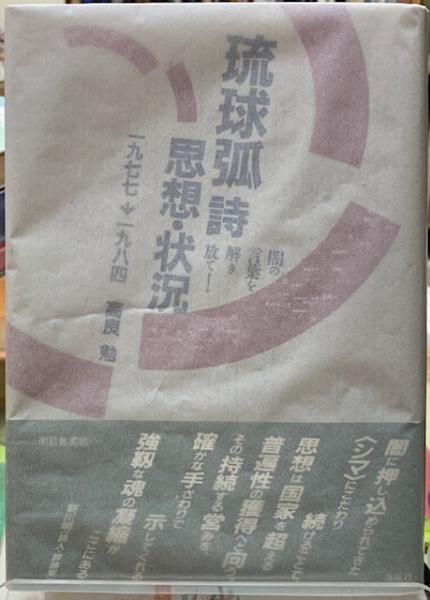 琉球弧 詩
思想・状況
闇の
言葉を
解き
放て！
一九七七→一九八四
高良 勉
闇に押し込められてきた
〈シマ〉にこだわり
続けることで
思想は国家を超える
普遍性の獲得へと向う
その持続する営為。
確かな手ざわりで
示してくれる
強靱な魂の凝縮が
ここにある